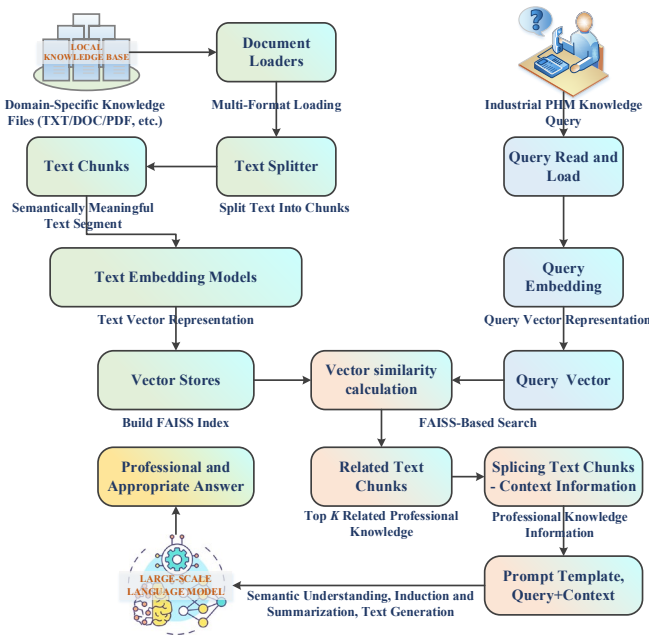 LOCAL
KNOWLEDGE BASE
Domain-Specific Knowledge
Files (TXT/DOC/PDF, etc.)
Document
Loaders
Multi-Format Loading
?
Industrial PHM Knowledge
Query
Text Chunks
Semantically Meaningful
Text Segment
Text Splitter
Split Text Into Chunks
Query Read and
Load
Text Embedding Models
Text Vector Representation
Query
Embedding
Query Vector Representation
Vector Stores
Build FAISS Index
Vector similarity
calculation
Query Vector
FAISS-Based Search
Professional and
Appropriate Answer
Related Text
Chunks
Top K Related Professional
Knowledge
Splicing Text Chunks
- Context Information
Professional Knowledge
Information
LARGE-SCALE
LANGUAGE MODEL
Semantic Understanding, Induction and
Summarization, Text Generation
Prompt Template,
Query+Context